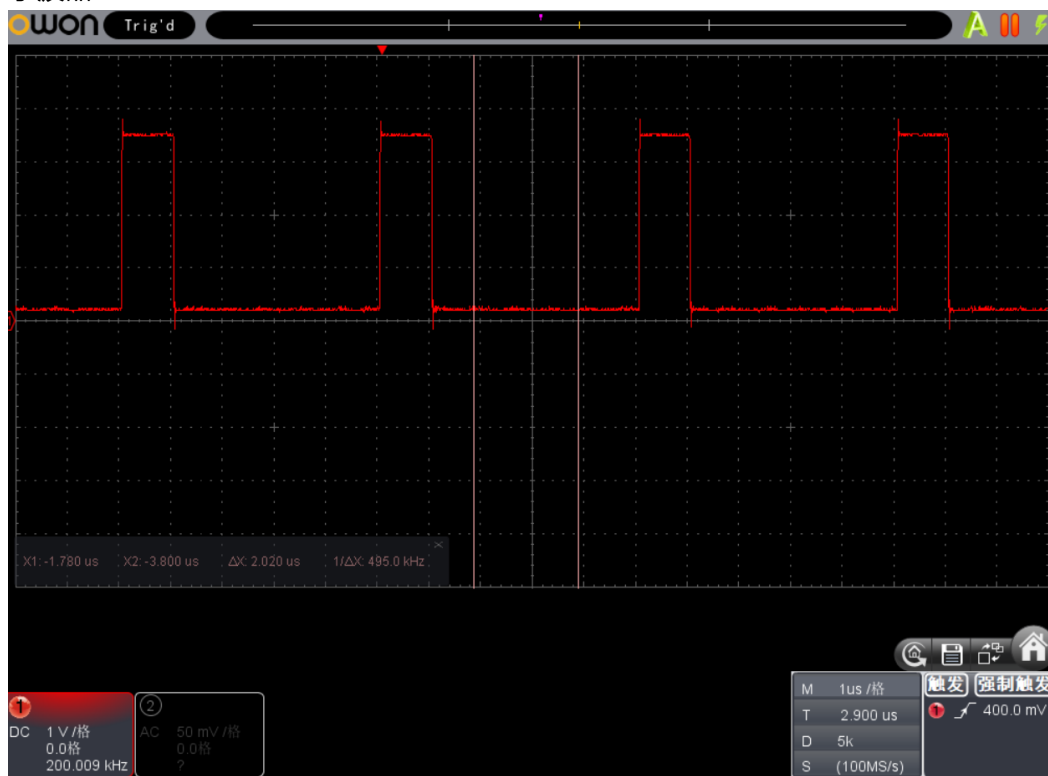 owon Trig'd A
X1:-1.780 us X2:-3.800 us ΔX: 2.020 us 1/ΔX: 495.0 kHz
M 1us /格
T 2.900 us
D 5k
S (100MS/s)
触发 强制触发
1 400.0 mV
1
DC 1 V /格
0.0格
200.009 kHz
2
AC 50 mV /格
0.0格
?